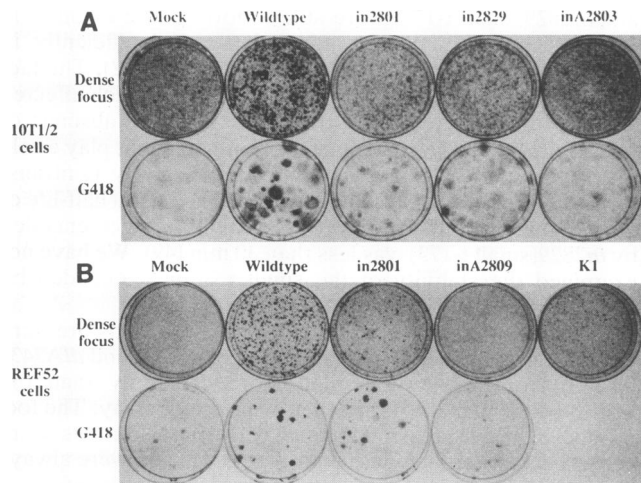 A
Mock Wildtype in2801 in2829 inA2803
Dense
focus
10T1/2
cells
G418
B
Mock Wildtype in2801 inA2809 K1
Dense
focus
REF52
cells
G418